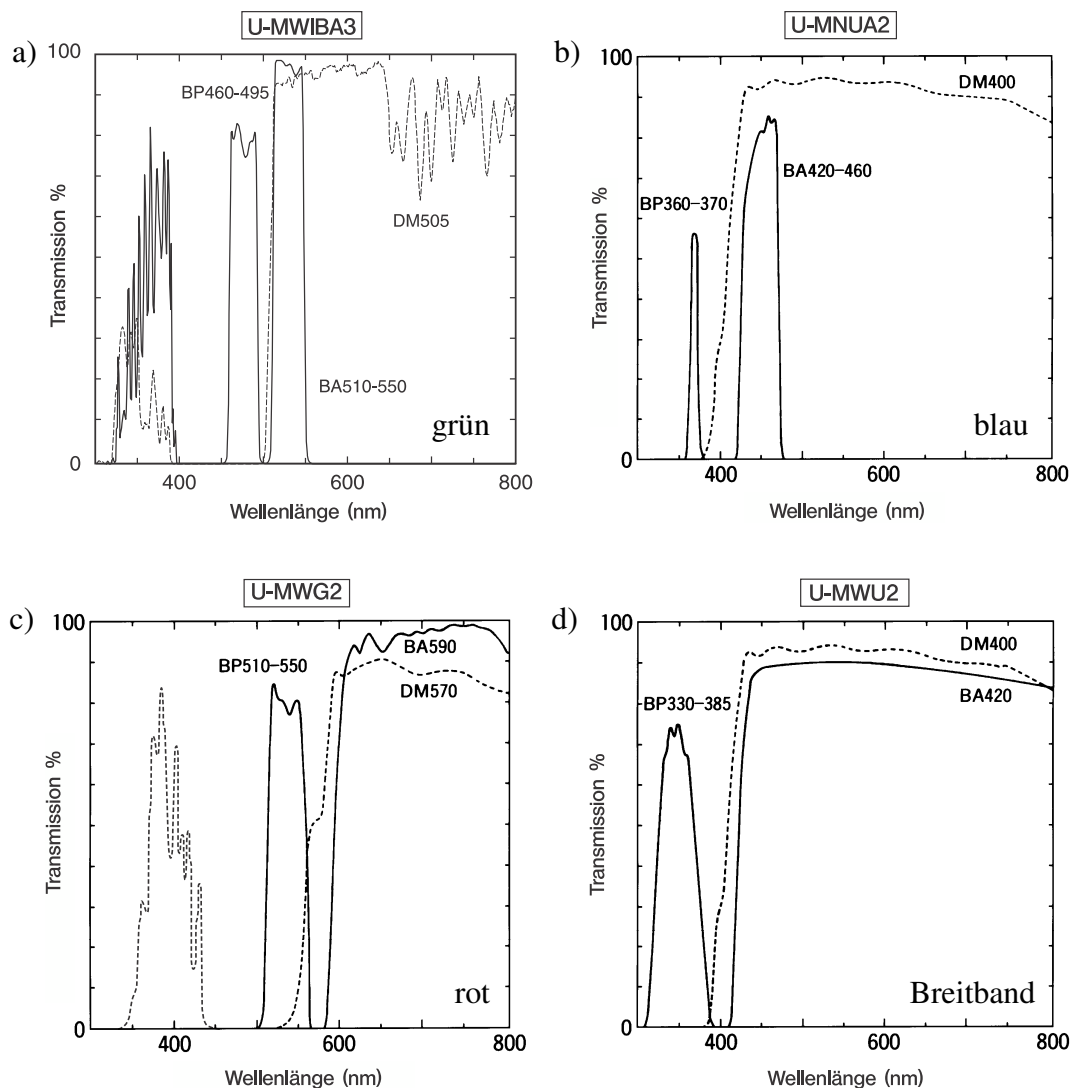 a)
U-MWIBA3
100
BP460-495
DM505
BA510-550
grün
Transmission %
0
400
600
800
Wellenlänge (nm)
b)
U-MNUA2
100
DM400
BA420-460
BP360-370
blau
Transmission %
0
400
600
800
Wellenlänge (nm)
c)
U-MWG2
100
BA590
BP510-550
DM570
rot
Transmission %
0
400
600
800
Wellenlänge (nm)
d)
U-MWU2
100
DM400
BP330-385
BA420
Breitband
Transmission %
0
400
600
800
Wellenlänge (nm)